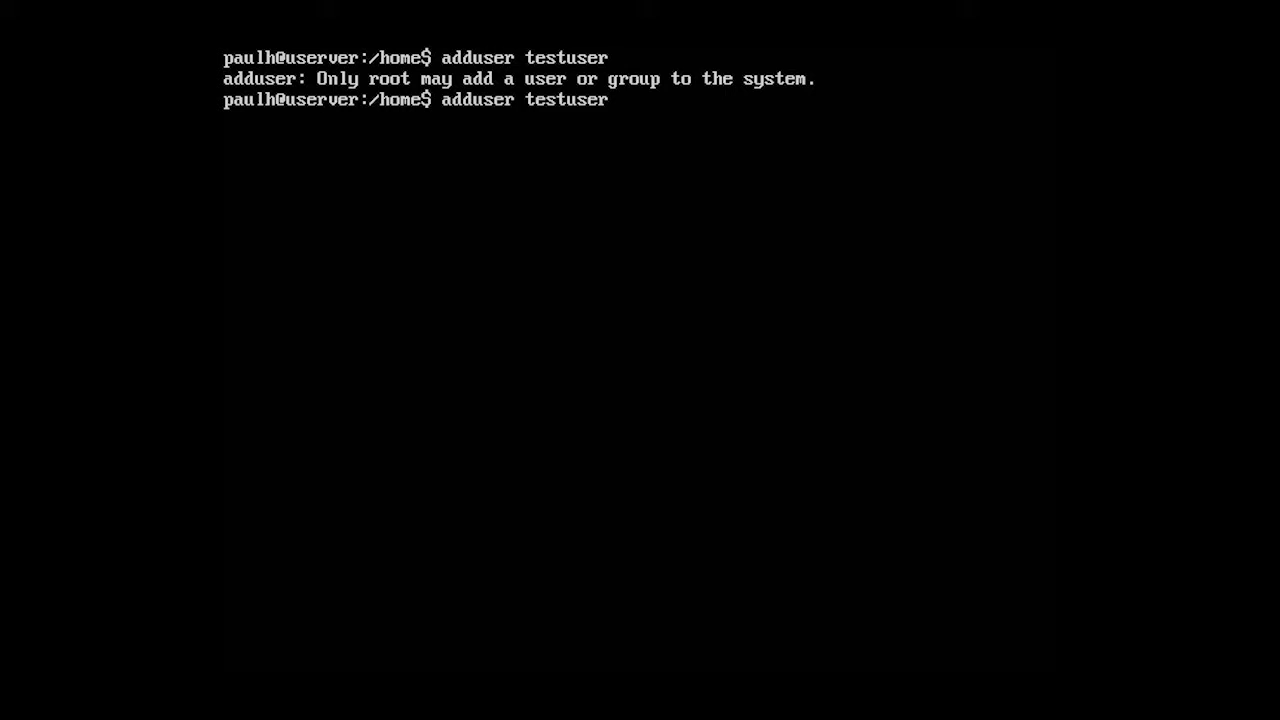 paulh@userver:/home$ adduser testuser
adduser: Only root may add a user or group to the system.
paulh@userver:/home$ adduser testuser